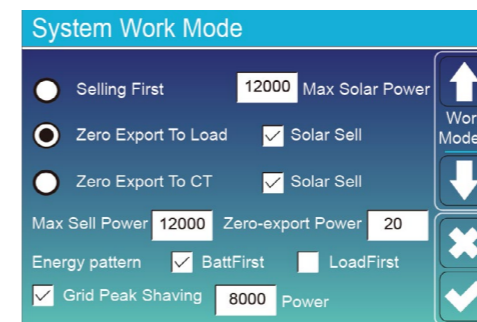 System Work Mode
Selling First 12000 Max Solar Power
Work Mode
Zero Export To Load Solar Sell
Zero Export To CT Solar Sell
Max Sell Power 12000 Zero-export Power 20
Energy pattern BattFirst LoadFirst
Grid Peak Shaving 8000 Power